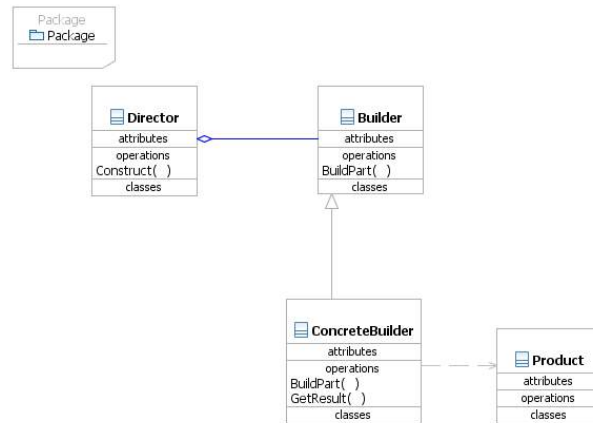 Package
Package
Director
attributes
operations
Construct( )
classes
Builder
attributes
operations
BuildPart( )
classes
ConcreteBuilder
attributes
operations
BuildPart( )
GetResult( )
classes
Product
attributes
operations
classes